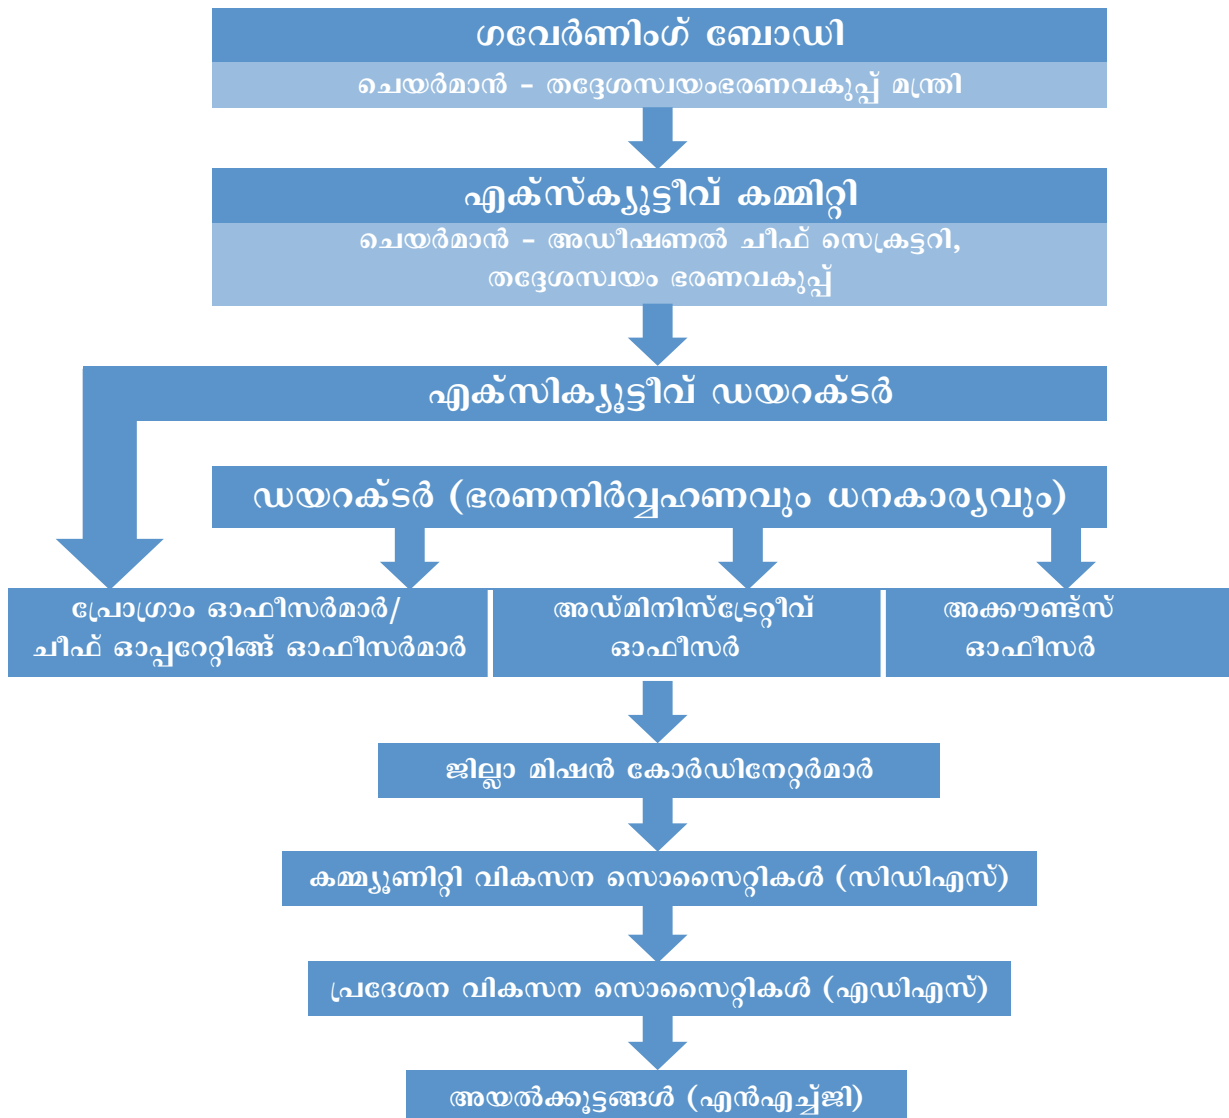 ഗവേർണിംഗ് ബോഡി
ചെയർമാൻ - തദ്ദേശസ്വയംഭരണവകുപ്പ് മന്ത്രി
എക്സ്ക്യൂട്ടീവ് കമ്മിറ്റി
ചെയർമാൻ - അഡീഷണൽ ചീഫ് സെക്രട്ടറി,
തദ്ദേശസ്വയം ഭരണവകുപ്പ്
എക്സിക്യൂട്ടീവ് ഡയറക്ടർ
ഡയറക്ടർ (ഭരണനിർവ്വഹണവും ധനകാര്യവും)
പ്രോഗ്രാം ഓഫീസർമാർ/
ചീഫ് ഓപ്പറേറ്റിങ്ങ് ഓഫീസർമാർ
അഡ്മിനിസ്ട്രേറ്റീവ്
ഓഫീസർ
അക്കൗണ്ട്സ്
ഓഫീസർ
ജില്ലാ മിഷൻ കോർഡിനേറ്റർമാർ
കമ്മ്യൂണിറ്റി വികസന സൊസൈറ്റികൾ (സിഡിഎസ്)
പ്രദേശന വികസന സൊസൈറ്റികൾ (എഡിഎസ്)
അയൽക്കൂട്ടങ്ങൾ (എൻഎച്ച്ജി)